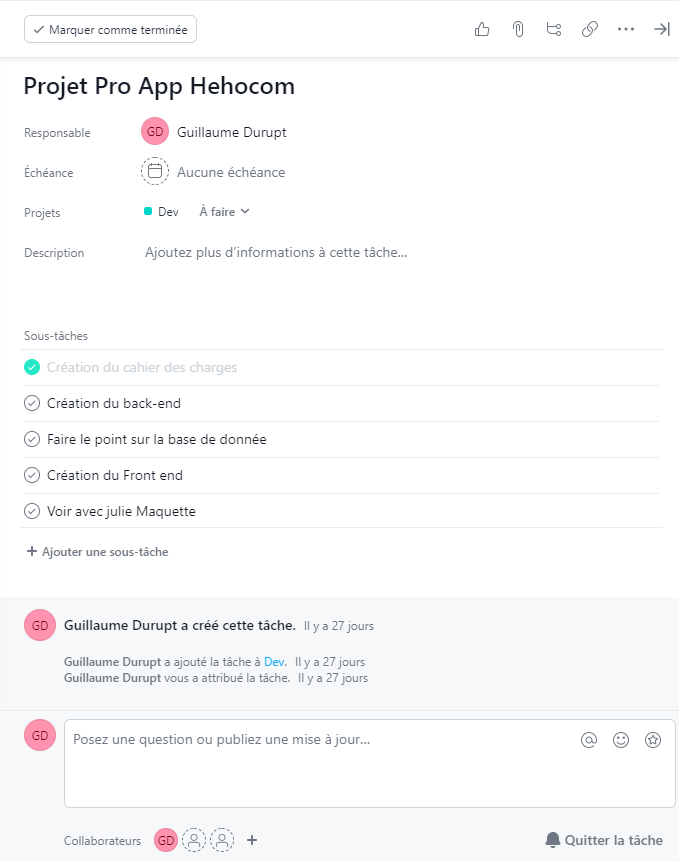 Marquer comme terminée
Projet Pro App Hehocom
Responsable GD Guillaume Durupt
Échéance Aucune échéance
Projets Dev À faire
Description Ajoutez plus d’informations à cette tâche...
Sous-tâches
Création du cahier des charges
Création du back-end
Faire le point sur la base de donnée
Création du Front end
Voir avec julie Maquette
+ Ajouter une sous-tâche
GD Guillaume Durupt a créé cette tâche. Il y a 27 jours
Guillaume Durupt a ajouté la tâche à Dev. Il y a 27 jours
Guillaume Durupt vous a attribué la tâche. Il y a 27 jours
GD Posez une question ou publiez une mise à jour...
Collaborateurs GD + Quitter la tâche